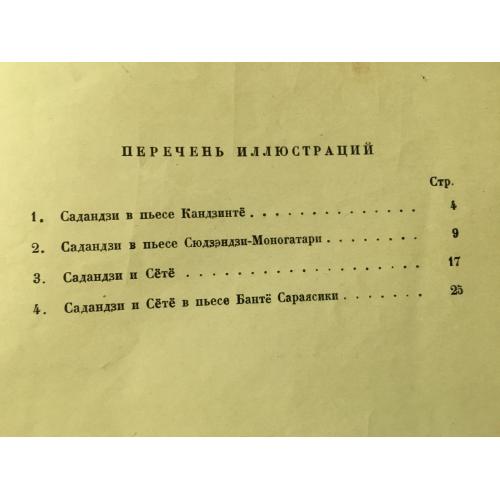 ПЕРЕЧЕНЬ ИЛЛЮСТРАЦИЙ
Стр.
1. Садандзи в пьесе Кандзинтё . . . . . . . . . . . . . . 4
2. Садандзи в пьесе Сюдзэндзи-Моногатари . . . . . . . . 9
3. Садандзи и Сётё . . . . . . . . . . . . . . . . . . . 17
4. Садандзи и Сётё в пьесе Бантё Сараясики . . . . . . . 25